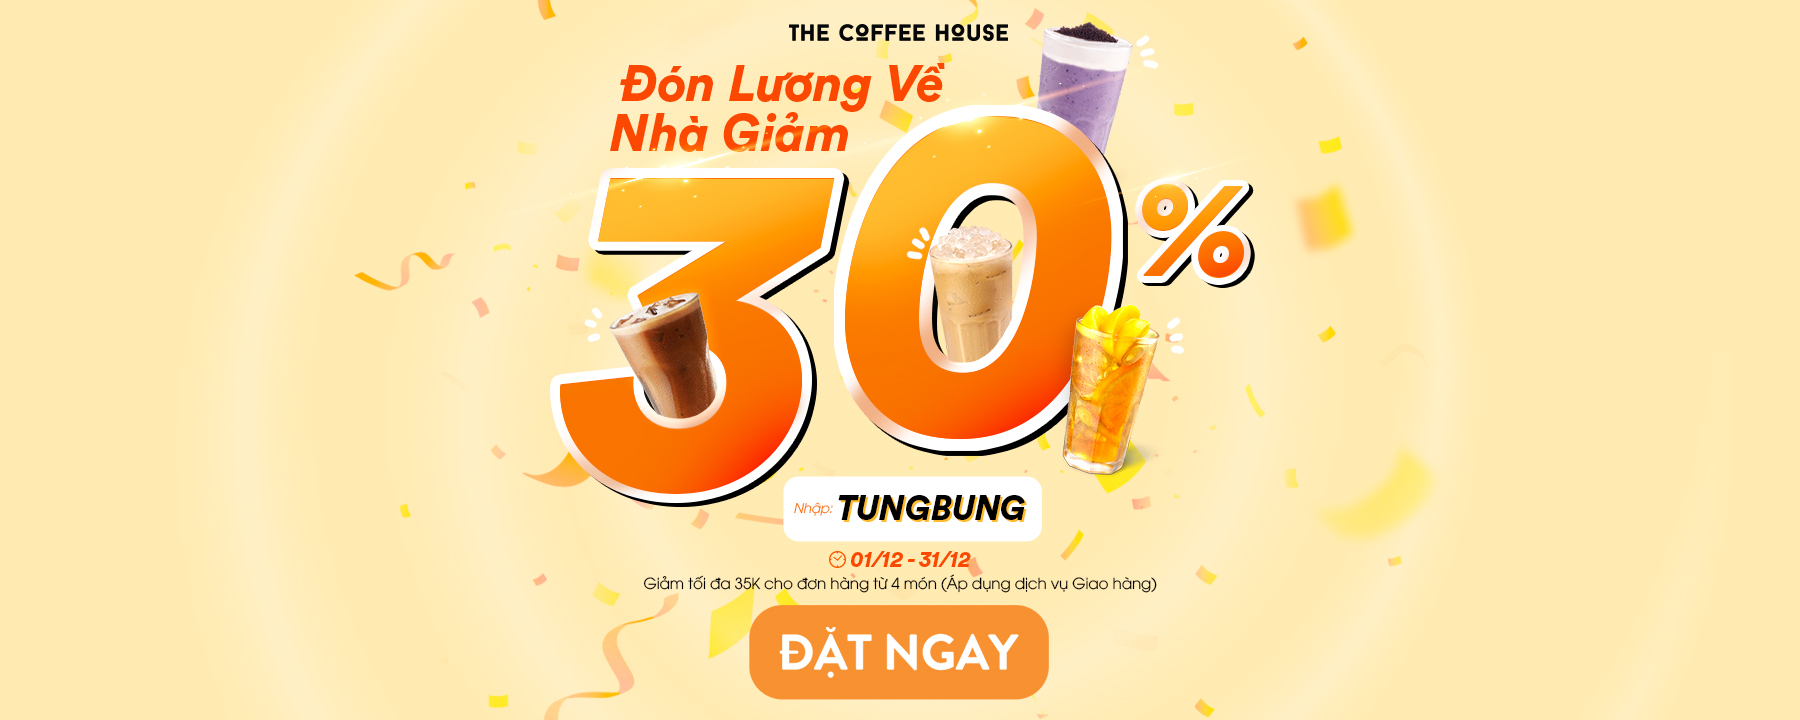 THE COFFEE HOUSE
Đón Lương Về
Nhà Giảm
30%
Nhập: TUNGBUNG
01/12 - 31/12
Giảm tối đa 35K cho đơn hàng từ 4 món (Áp dụng dịch vụ Giao hàng)
ĐẶT NGAY